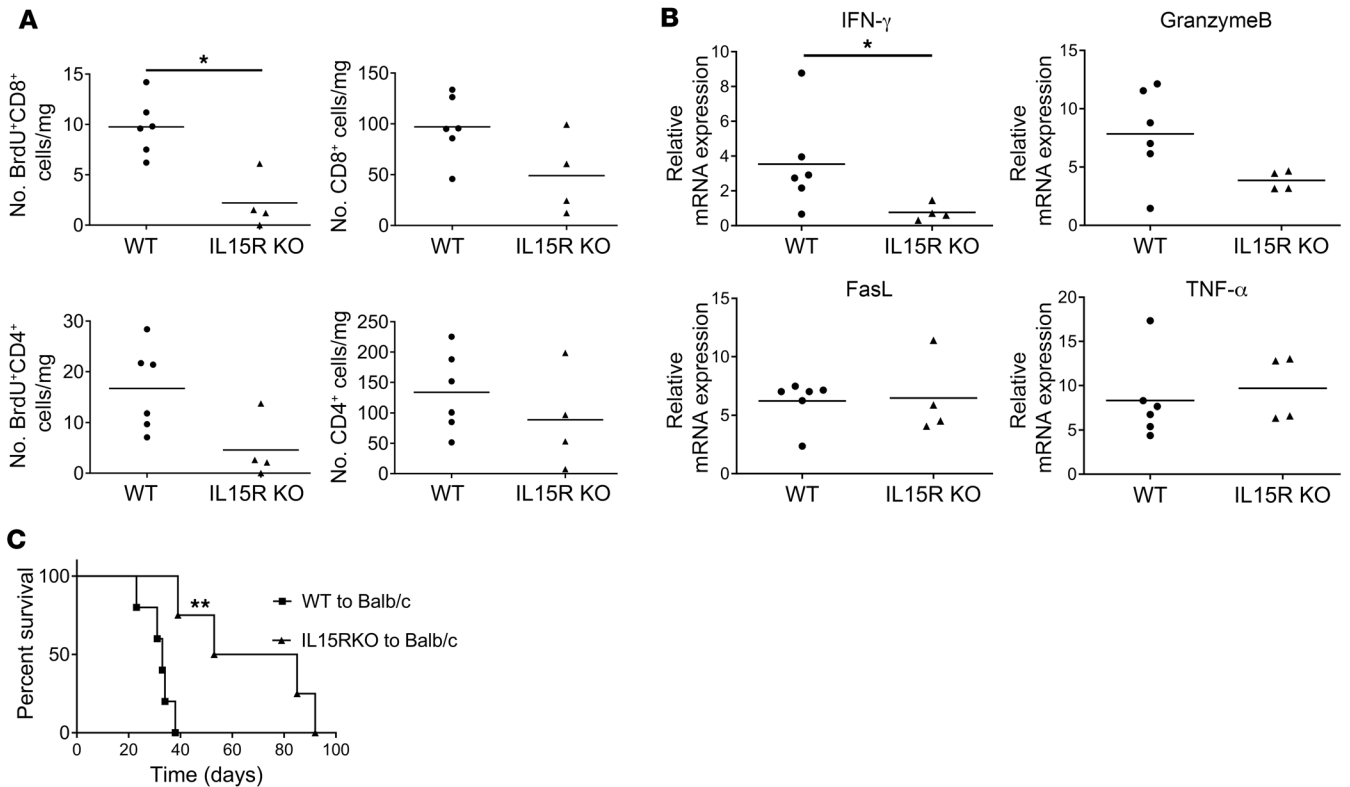 A
No. BrdU⁺CD8⁺
cells/mg
15
10
5
0
*
WT
IL15R KO
No. CD8⁺ cells/mg
150
100
50
0
WT
IL15R KO
No. BrdU⁺CD4⁺
cells/mg
30
20
10
0
WT
IL15R KO
No. CD4⁺ cells/mg
250
200
150
100
50
0
WT
IL15R KO
B
IFN-γ
Relative
mRNA expression
10
8
6
4
2
0
*
WT
IL15R KO
GranzymeB
Relative
mRNA expression
15
10
5
0
WT
IL15R KO
FasL
Relative
mRNA expression
15
10
5
0
WT
IL15R KO
TNF-α
Relative
mRNA expression
20
15
10
5
0
WT
IL15R KO
C
Percent survival
100
50
0
**
WT to Balb/c
IL15RKO to Balb/c
0 20 40 60 80 100
Time (days)